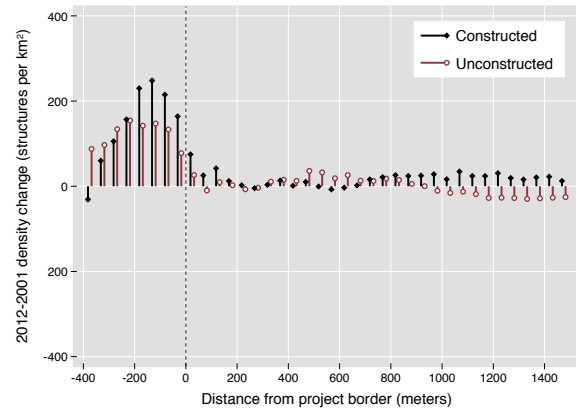 400
Constructed
Unconstructed
200
0
200
-400
2012-2001 density change (structures per km²)
-400 -200 0 200 400 600 800 1000 1200 1400
Distance from project border (meters)